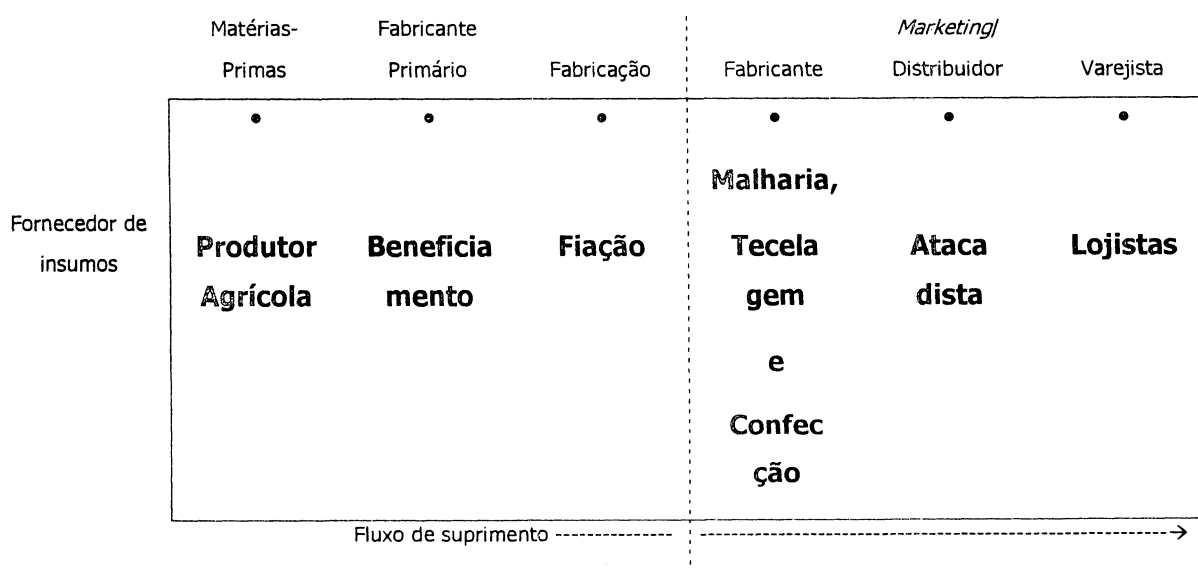 Matérias-
Primas
Fabricante
Primário
Fabricação
Fabricante
Marketing/
Distribuidor
Varejista
Fornecedor de
insumos
Produtor
Agrícola
Beneficia
mento
Fiação
Malharia,
Tecela
gem
e
Confec
ção
Ataca
dista
Lojistas
Fluxo de suprimento